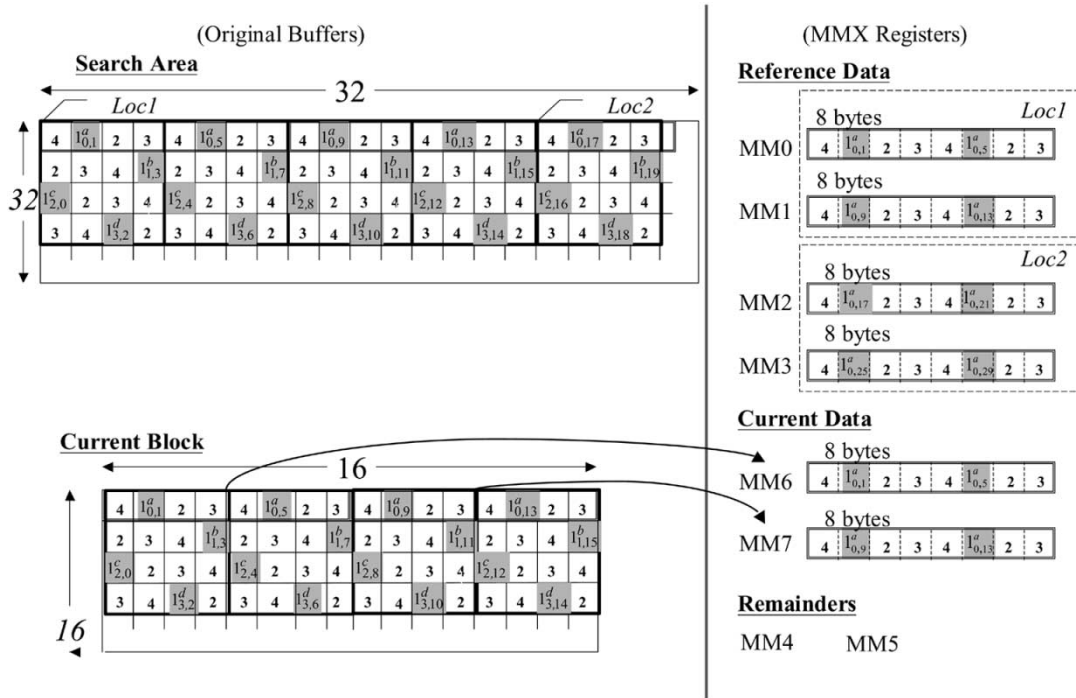 (Original Buffers)
Search Area
32
Loc1 Loc2
4 1ᵃ0,1 2 3 4 1ᵃ0,5 2 3 4 1ᵃ0,9 2 3 4 1ᵃ0,13 2 3 4 1ᵃ0,17 2 3
2 3 4 1ᵇ1,3 2 3 4 1ᵇ1,7 2 3 4 1ᵇ1,11 2 3 4 1ᵇ1,15 2 3 4 1ᵇ1,19
32
1ᶜ2,0 2 3 4 1ᶜ2,4 2 3 4 1ᶜ2,8 2 3 4 1ᶜ2,12 2 3 4 1ᶜ2,16 2 3 4
3 4 1ᵈ3,2 2 3 4 1ᵈ3,6 2 3 4 1ᵈ3,10 2 3 4 1ᵈ3,14 2 3 4 1ᵈ3,18 2
Current Block
16
4 1ᵃ0,1 2 3 4 1ᵃ0,5 2 3 4 1ᵃ0,9 2 3 4 1ᵃ0,13 2 3
2 3 4 1ᵇ1,3 2 3 4 1ᵇ1,7 2 3 4 1ᵇ1,11 2 3 4 1ᵇ1,15
1ᶜ2,0 2 3 4 1ᶜ2,4 2 3 4 1ᶜ2,8 2 3 4 1ᶜ2,12 2 3 4
3 4 1ᵈ3,2 2 3 4 1ᵈ3,6 2 3 4 1ᵈ3,10 2 3 4 1ᵈ3,14 2
16
(MMX Registers)
Reference Data
Loc1
8 bytes
MM0 4 1ᵃ0,1 2 3 4 1ᵃ0,5 2 3
8 bytes
MM1 4 1ᵃ0,9 2 3 4 1ᵃ0,13 2 3
Loc2
8 bytes
MM2 4 1ᵃ0,17 2 3 4 1ᵃ0,21 2 3
8 bytes
MM3 4 1ᵃ0,25 2 3 4 1ᵃ0,29 2 3
Current Data
8 bytes
MM6 4 1ᵃ0,1 2 3 4 1ᵃ0,5 2 3
8 bytes
MM7 4 1ᵃ0,9 2 3 4 1ᵃ0,13 2 3
Remainders
MM4 MM5